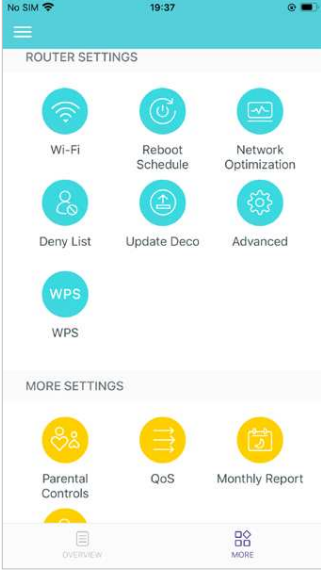 No SIM 19:37
ROUTER SETTINGS
Wi-Fi
Reboot Schedule
Network Optimization
Deny List
Update Deco
Advanced
WPS
WPS
MORE SETTINGS
Parental Controls
QoS
Monthly Report
OVERVIEW
MORE